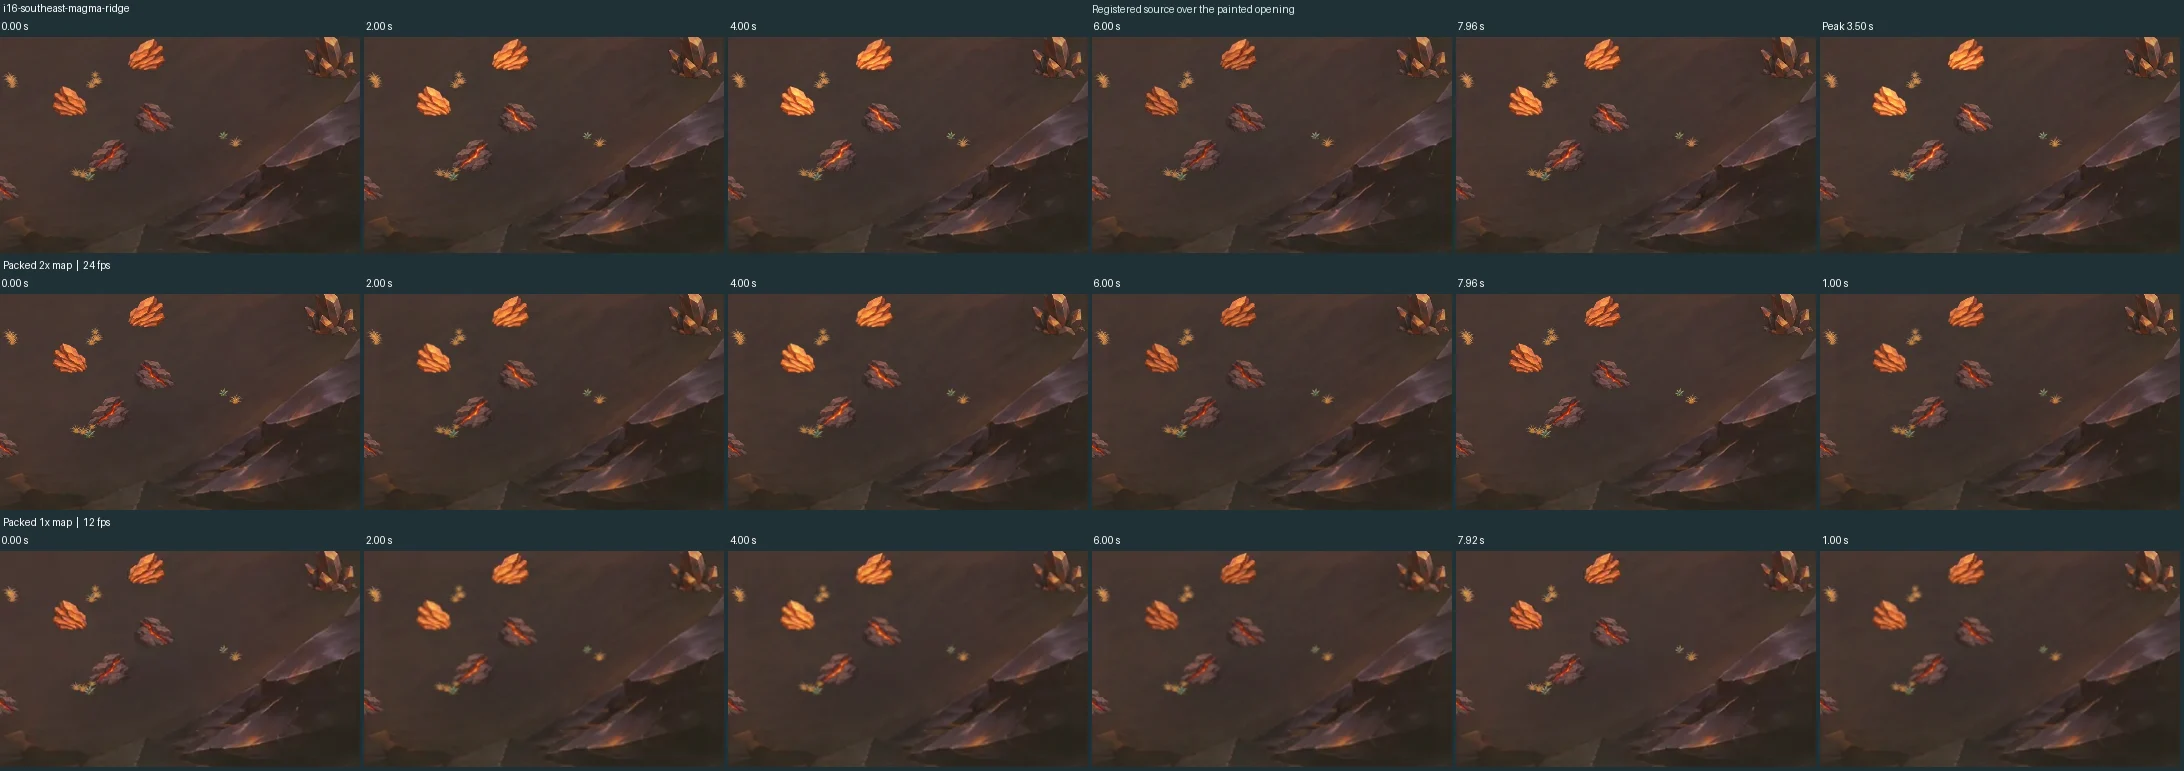 i16-southeast-magma-ridge
Registered source over the painted opening
0.00 s
2.00 s
4.00 s
6.00 s
7.96 s
Peak 3.50 s
Packed 2x map | 24 fps
0.00 s
2.00 s
4.00 s
6.00 s
7.96 s
1.00 s
Packed 1x map | 12 fps
0.00 s
2.00 s
4.00 s
6.00 s
7.92 s
1.00 s